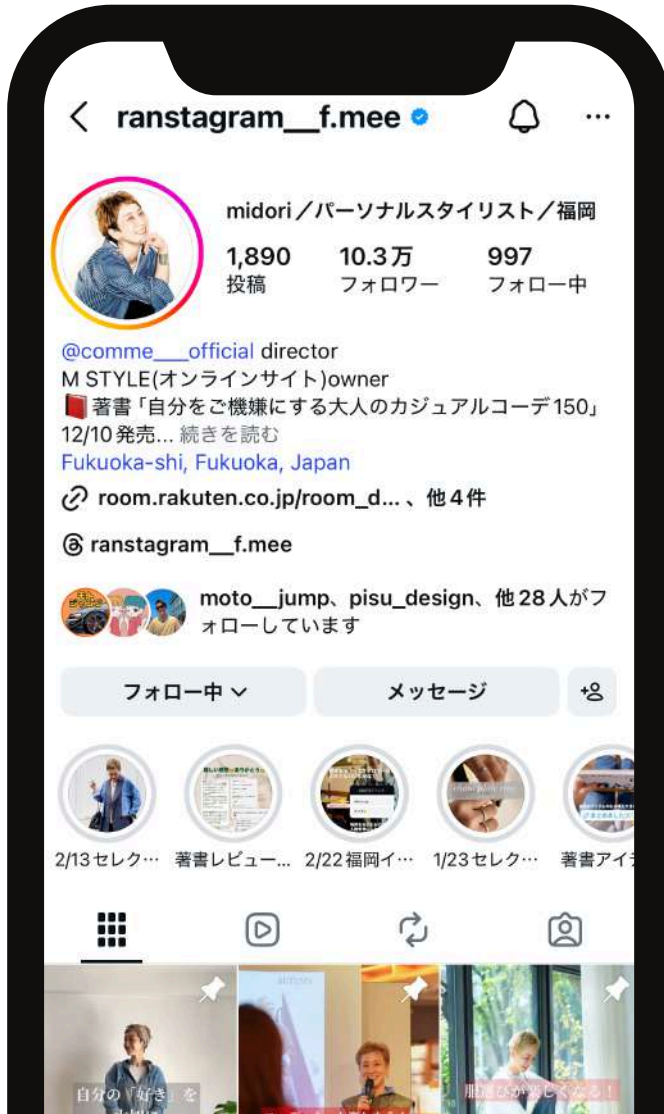 ranstagram__f.mee
midori／パーソナルスタイリスト／福岡
1,890
10.3万
997
投稿
フォロワー
フォロー中
@comme___official director
M STYLE(オンラインサイト)owner
📕著書「自分をご機嫌にする大人のカジュアルコーデ150」
12/10発売... 続きを読む
Fukuoka-shi, Fukuoka, Japan
room.rakuten.co.jp/room_d... 、他4件
ranstagram__f.mee
moto__jump、pisu_design、他28人がフ
ォローしています
フォロー中
メッセージ
2/13セレク…
著書レビュー...
2/22福岡イ…
1/23セレク…
著書アイテ
自分の「好き」を
服選びが楽しくなる！